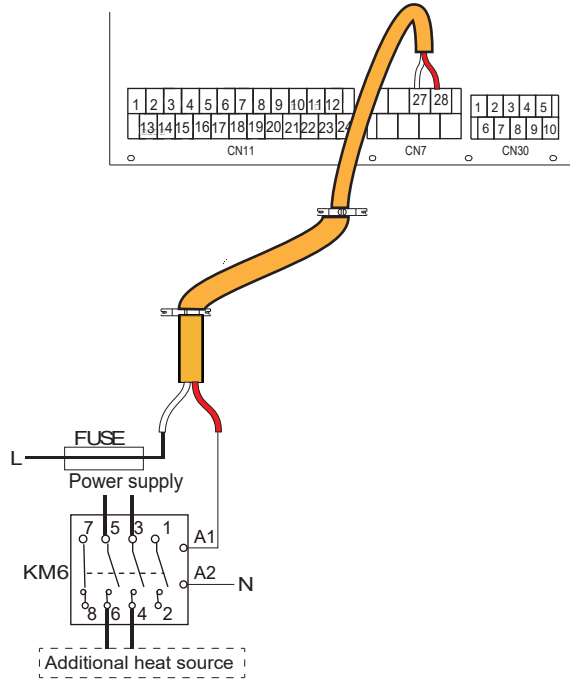 27 28
1 2 3 4 5 6 7 8 9 10 11 12
1 2 3 4 5
13 14 15 16 17 18 19 20 21 22 23 24
6 7 8 9 10
CN11 CN7 CN30
FUSE
L
Power supply
7 5 3 1
A1
KM6
A2 N
8 6 4 2
Additional heat source